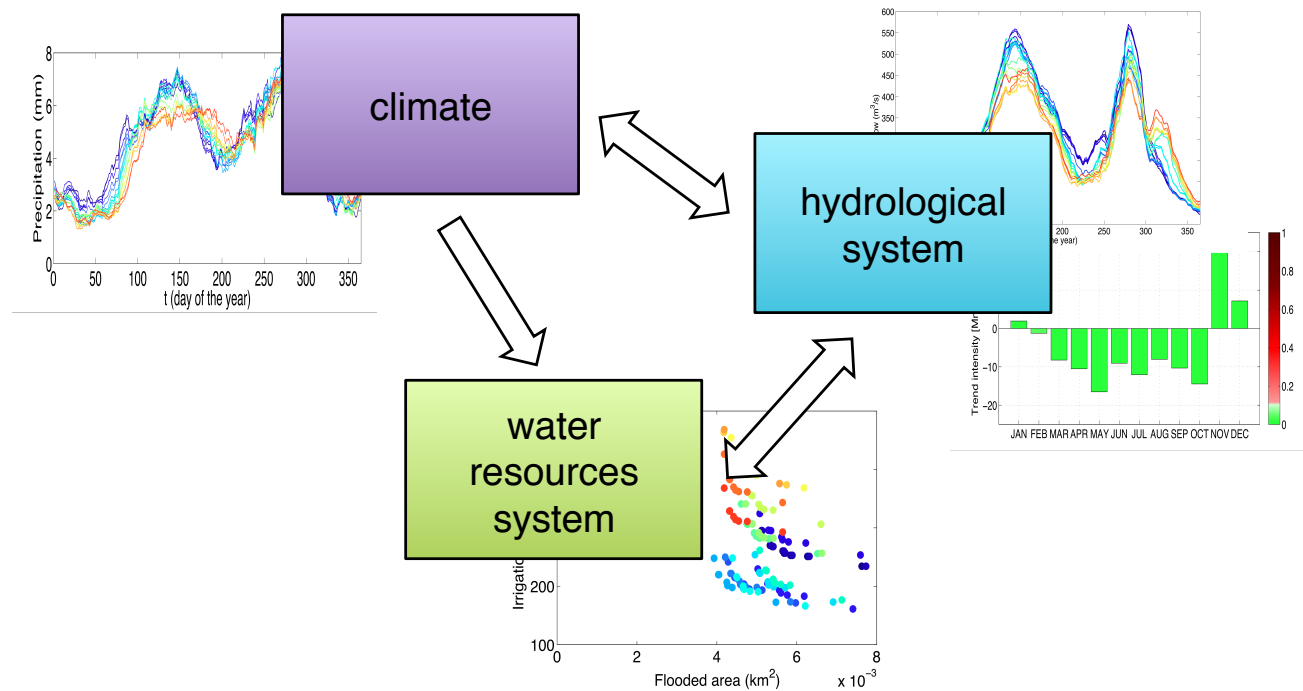 climate
hydrological
system
water
resources
system
Precipitation (mm)
8
6
4
2
0
0 50 100 150 200 250 300 350
t (day of the year)
600
550
500
450
400
350
300
(m³/s)
200 250 300 350
year)
Trend intensity
0
−10
−20
JAN FEB MAR APR MAY JUN JUL AUG SEP OCT NOV DEC
1
0.8
0.6
0.4
0.2
0
200
100
0 2 4 6 8
Flooded area (km²)
x 10⁻³